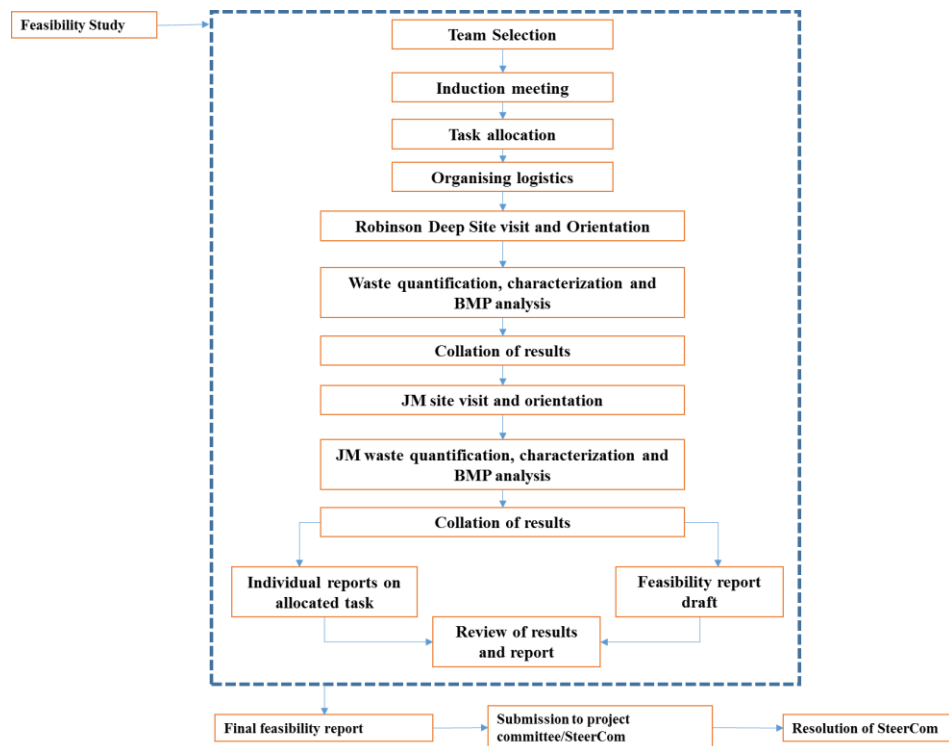 Feasibility Study
Team Selection
Induction meeting
Task allocation
Organising logistics
Robinson Deep Site visit and Orientation
Waste quantification, characterization and
BMP analysis
Collation of results
JM site visit and orientation
JM waste quantification, characterization and
BMP analysis
Collation of results
Individual reports on
allocated task
Feasibility report
draft
Review of results
and report
Final feasibility report
Submission to project
committee/SteerCom
Resolution of SteerCom